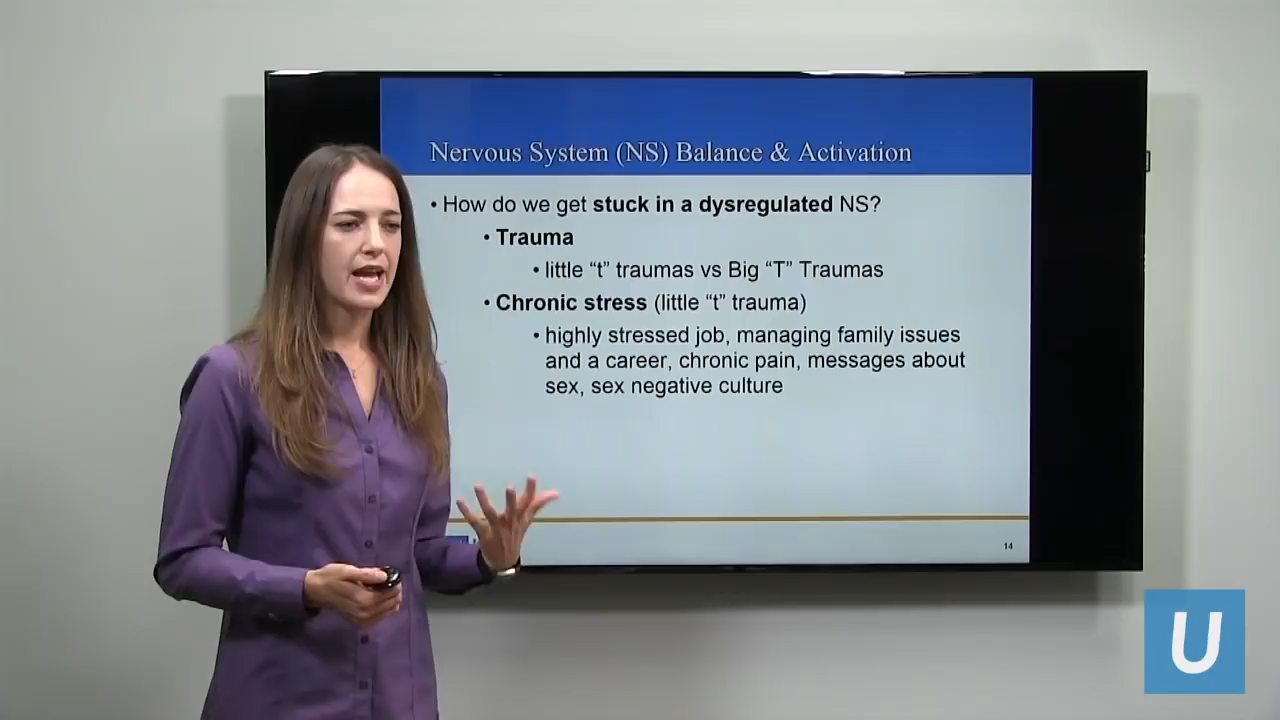 Nervous System (NS) Balance & Activation
• How do we get stuck in a dysregulated NS?
• Trauma
• little “t” traumas vs Big “T” Traumas
• Chronic stress (little “t” trauma)
• highly stressed job, managing family issues
and a career, chronic pain, messages about
sex, sex negative culture
14
U